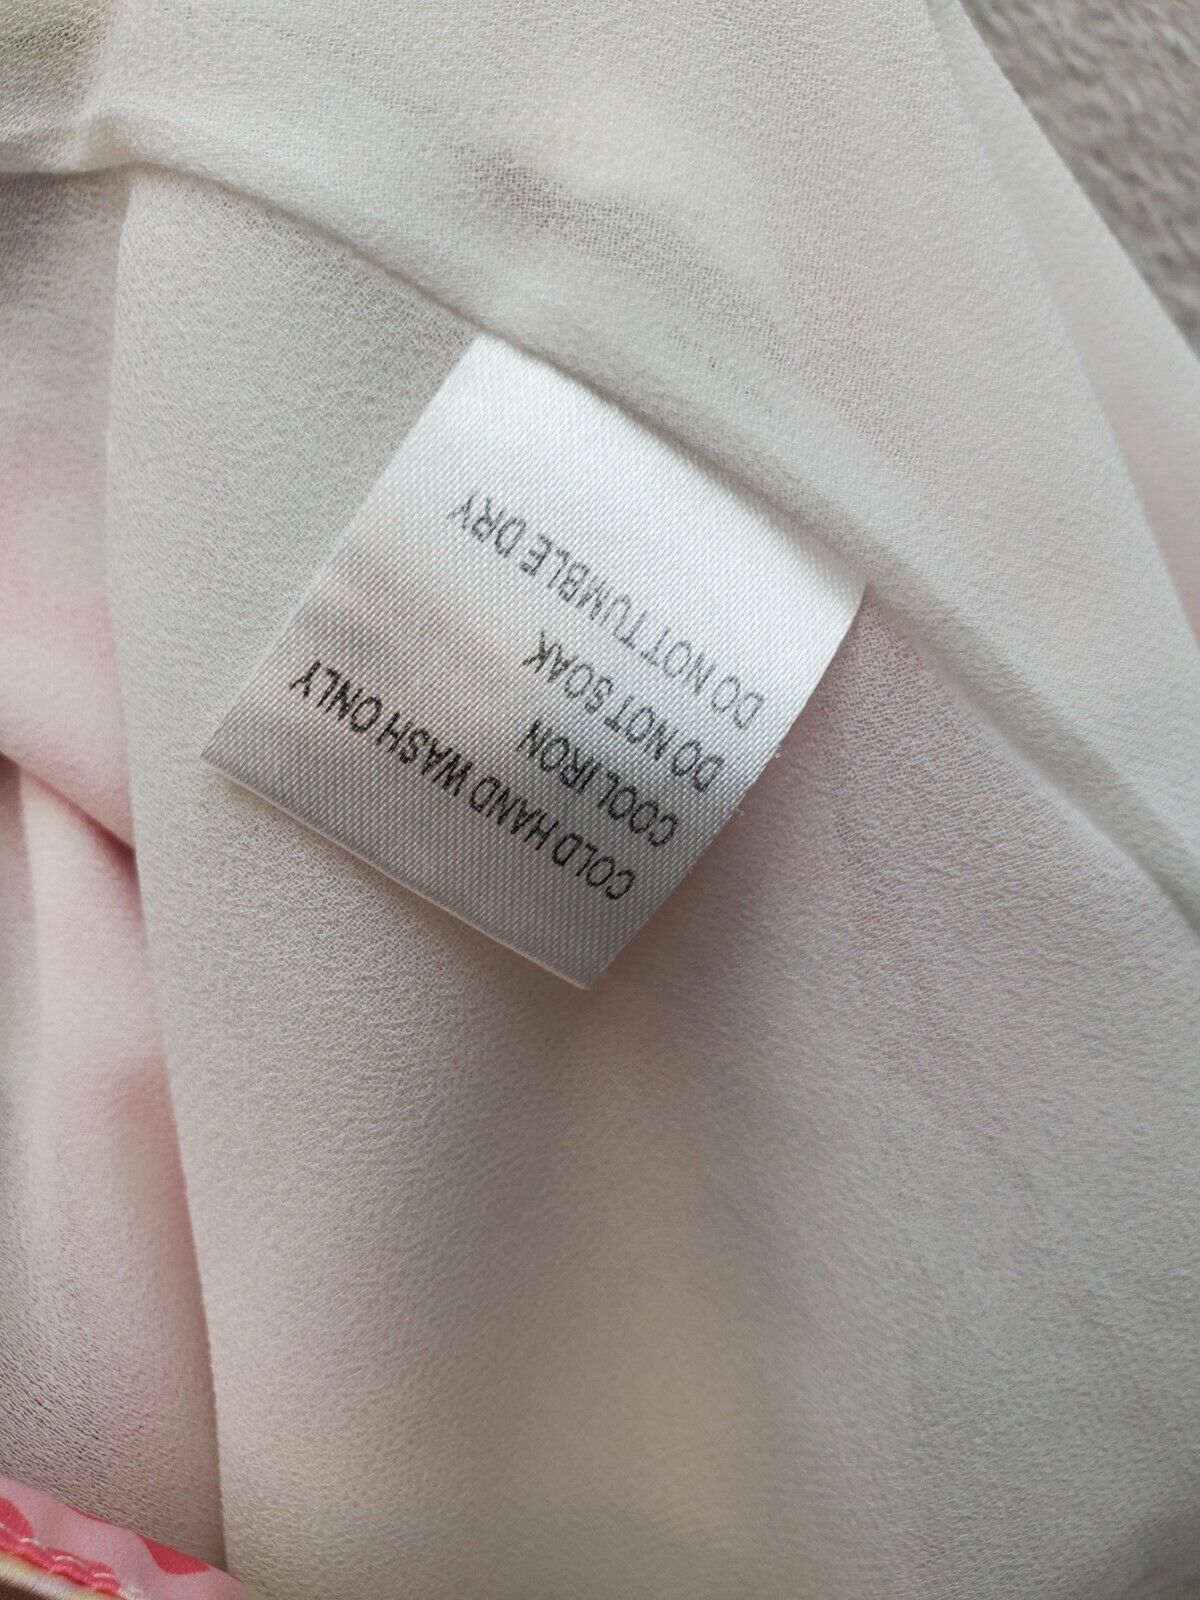 COLD HAND WASH ONLY
COOL IRON
DO NOT SOAK
DO NOT TUMBLE DRY